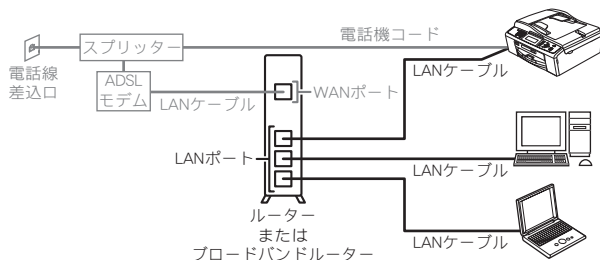 電話機コード
スプリッター
LANケーブル
電話線
差込口
ADSL
モデム
LANケーブル
WANポート
LANポート
LANケーブル
ルーター
または
ブロードバンドルーター
LANケーブル